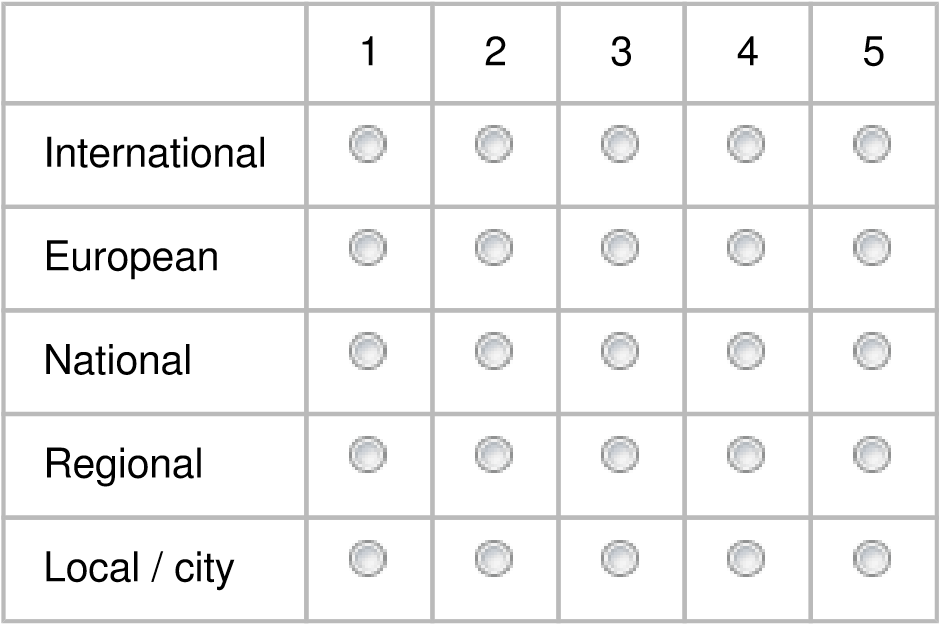 1 2 3 4 5
International
European
National
Regional
Local / city